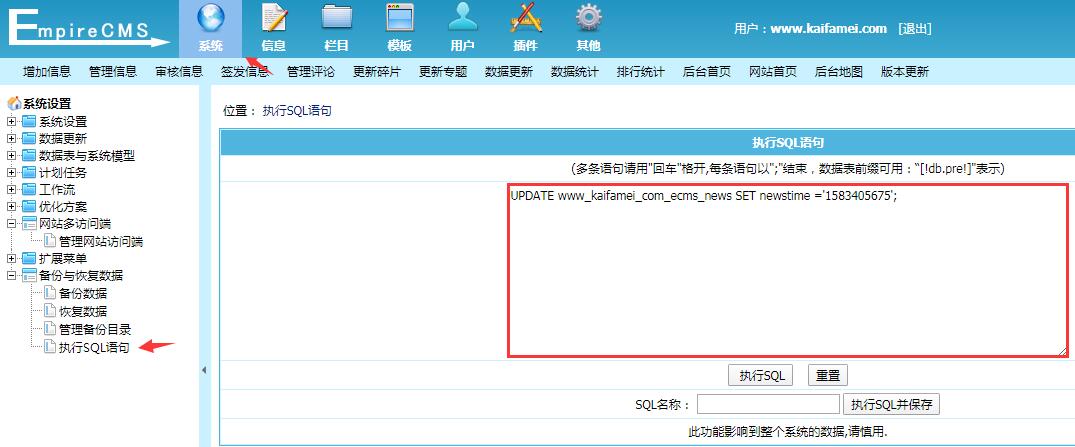 EmpireCMS
系统 信息 栏目 模板 用户 插件 其他
用户：www.kaifamei.com [退出]
增加信息 管理信息 审核信息 签发信息 管理评论 更新碎片 更新专题 数据更新 数据统计 排行统计 后台首页 网站首页 后台地图 版本更新
系统设置
系统设置
数据更新
数据表与系统模型
计划任务
工作流
优化方案
网站多访问端
管理网站访问端
扩展菜单
备份与恢复数据
备份数据
恢复数据
管理备份目录
执行SQL语句
位置： 执行SQL语句
执行SQL语句
(多条语句请用"回车"格开,每条语句以";"结束，数据表前缀可用："[!db.pre!]"表示)
UPDATE www_kaifamei_com_ecms_news SET newstime ='1583405675';
执行SQL 重置
SQL名称： 执行SQL并保存
此功能影响到整个系统的数据,请慎用.